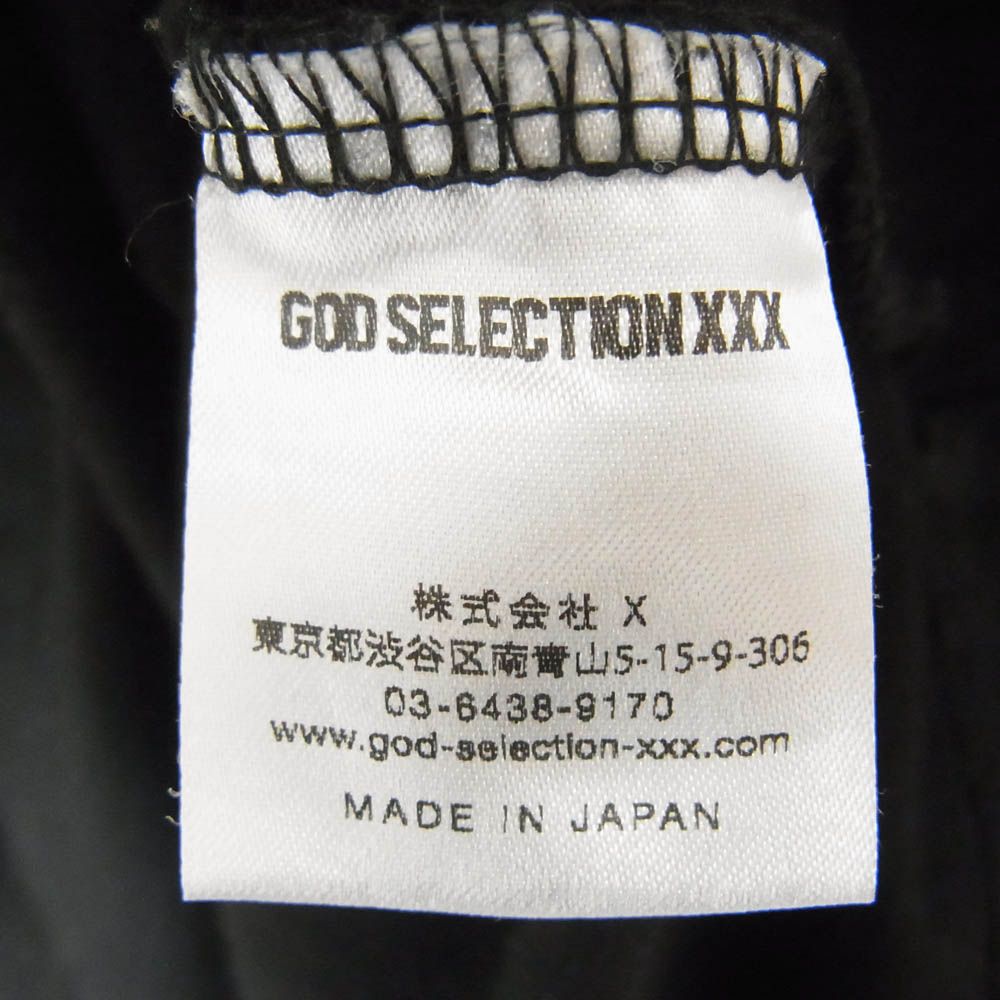 GOD SELECTION XXX
株式会社 X
東京都渋谷区南青山5-15-9-306
03-6438-9170
www.god-selection-xxx.com
MADE IN JAPAN